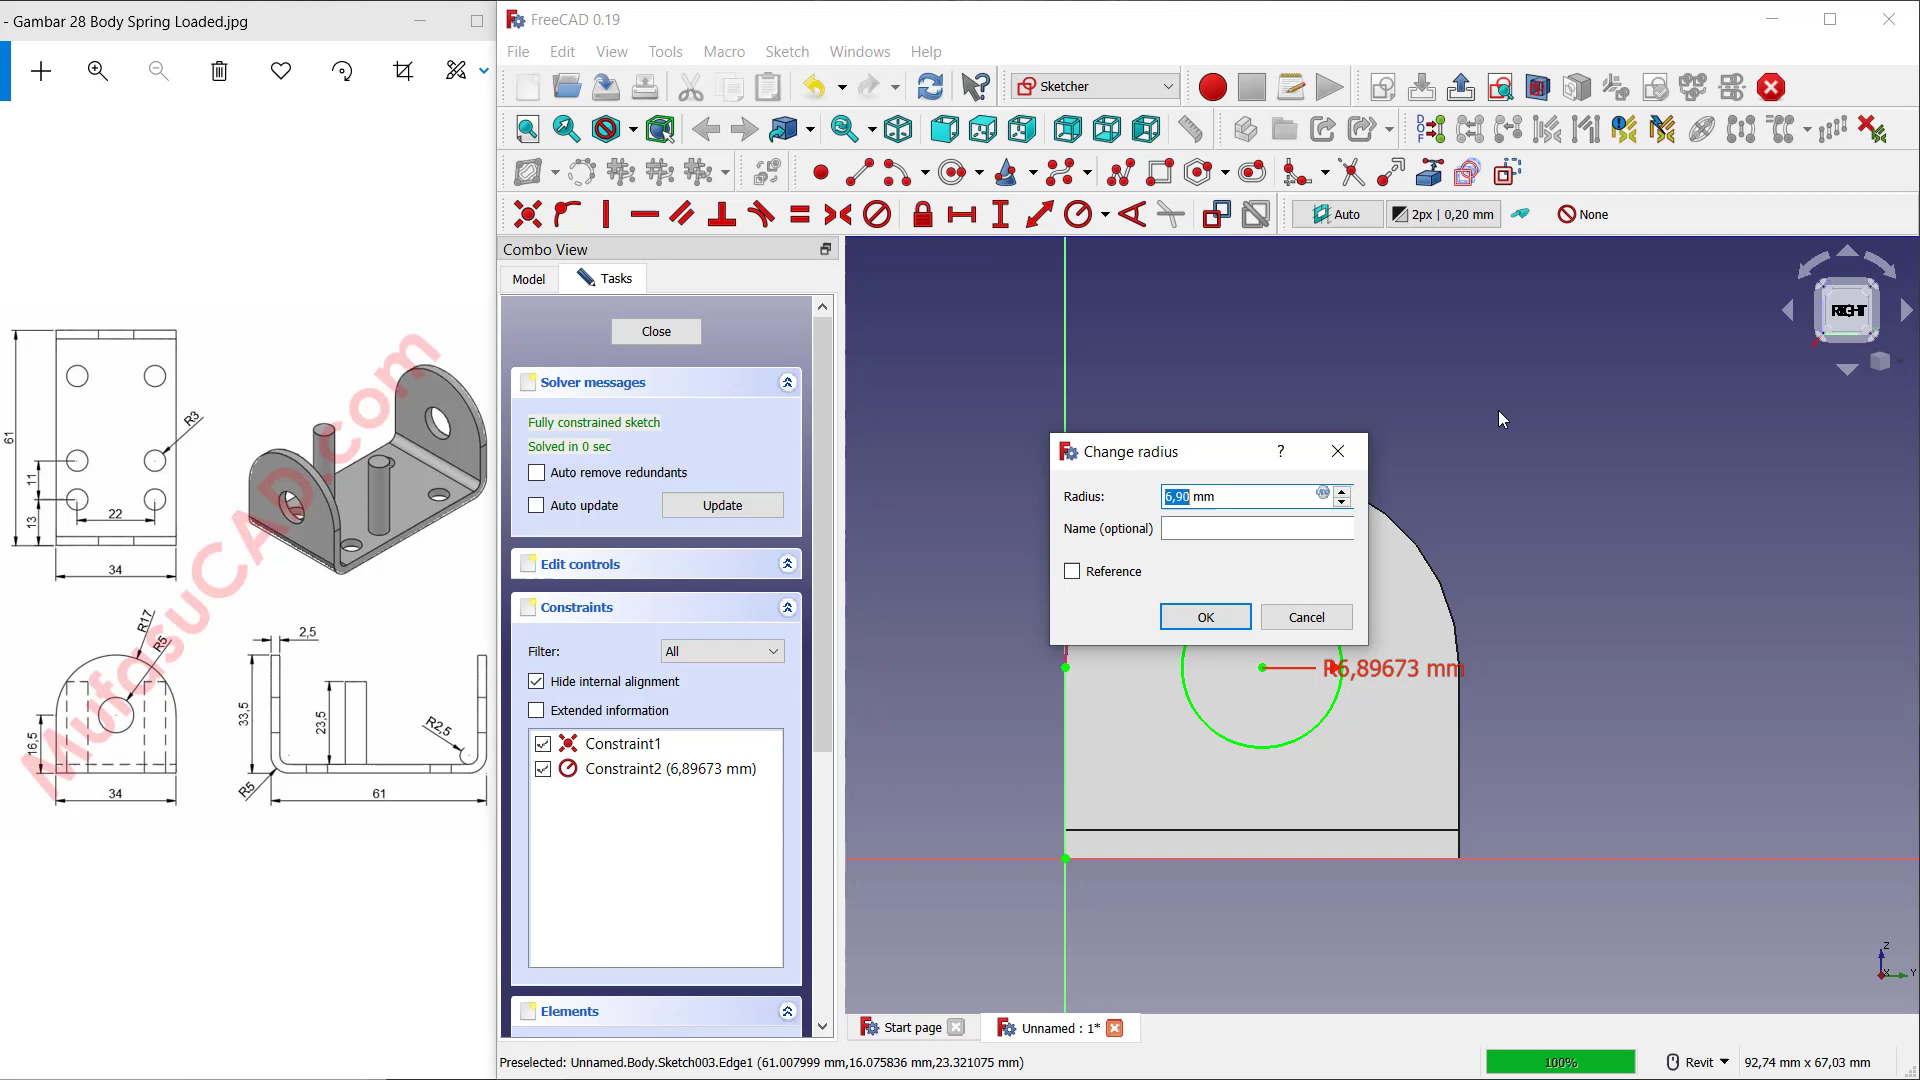 - Gambar 28 Body Spring Loaded.jpg
FreeCAD 0.19
File Edit View Tools Macro Sketch Windows Help
Sketcher
Auto
2px | 0,20 mm
None
Combo View
Model
Tasks
Close
Solver messages
Fully constrained sketch
Solved in 0 sec
Auto remove redundants
Auto update
Update
Edit controls
Constraints
Filter:
All
Hide internal alignment
Extended information
Constraint1
Constraint2 (6,89673 mm)
Elements
RIGHT
Change radius
?
Radius:
6,90 mm
Name (optional)
Reference
OK
Cancel
R6,89673 mm
Z
X
Y
Start page
Unnamed : 1*
Preselected: Unnamed.Body.Sketch003.Edge1 (61.007999 mm,16.075836 mm,23.321075 mm)
100%
Revit
92,74 mm x 67,03 mm
MufasuCAD.com
61
11
13
22
34
R3
R17
R5
16,5
34
2,5
33,5
23,5
R2,5
R5
61